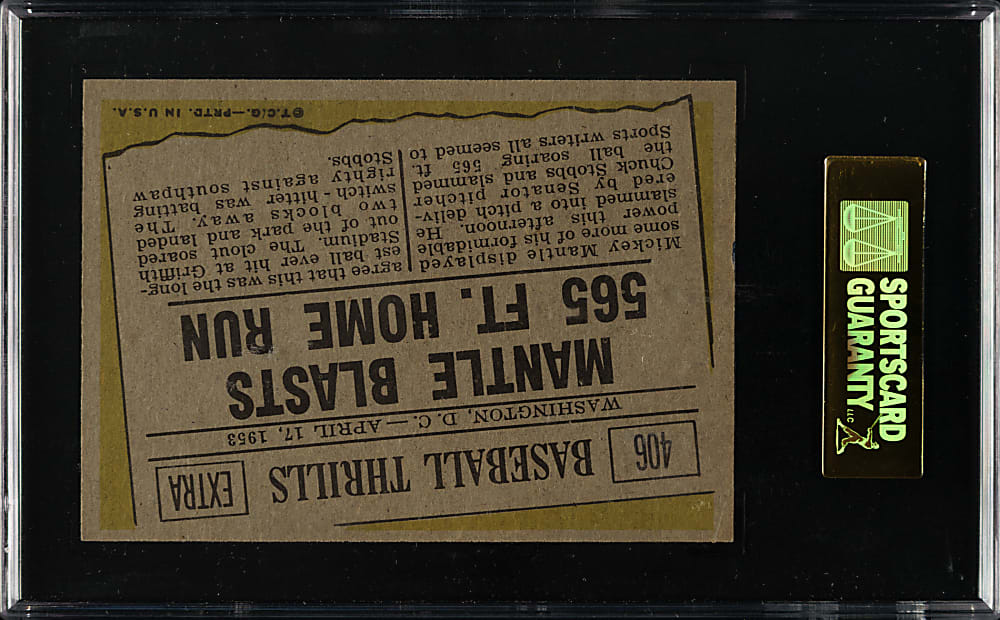 406
BASEBALL THRILLS
EXTRA
WASHINGTON, D. C. — APRIL 17, 1953
MANTLE BLASTS
565 FT. HOME RUN
Mickey Mantle displayed
some more of his formidable
power this afternoon. He
slammed into a pitch deliv-
ered by Senator pitcher
Chuck Stobbs and slammed
the ball soaring 565 ft.
Sports writers all seemed to
agree that this was the long-
est ball ever hit at Griffith
Stadium. The clout soared
out of the park and landed
two blocks away. The
switch-hitter was batting
righty against southpaw
Stobbs.
©T.C.G.—PRTD. IN U.S.A.
SPORTSCARD
GUARANTY LLC